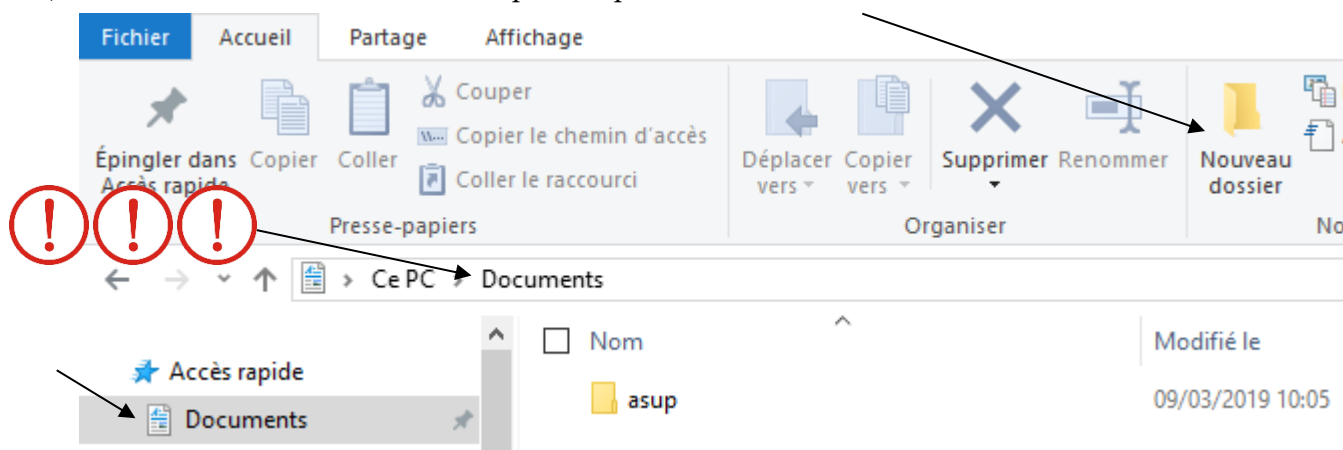 Fichier Accueil Partage Affichage
Couper
Copier le chemin d'accès
Coller le raccourci
Épingler dans
Accès rapide
Copier
Coller
Déplacer
vers
Copier
vers
Supprimer
Renommer
Nouveau
dossier
Presse-papiers
Organiser
Ce PC > Documents
Nom
Modifié le
Accès rapide
asup
09/03/2019 10:05
Documents